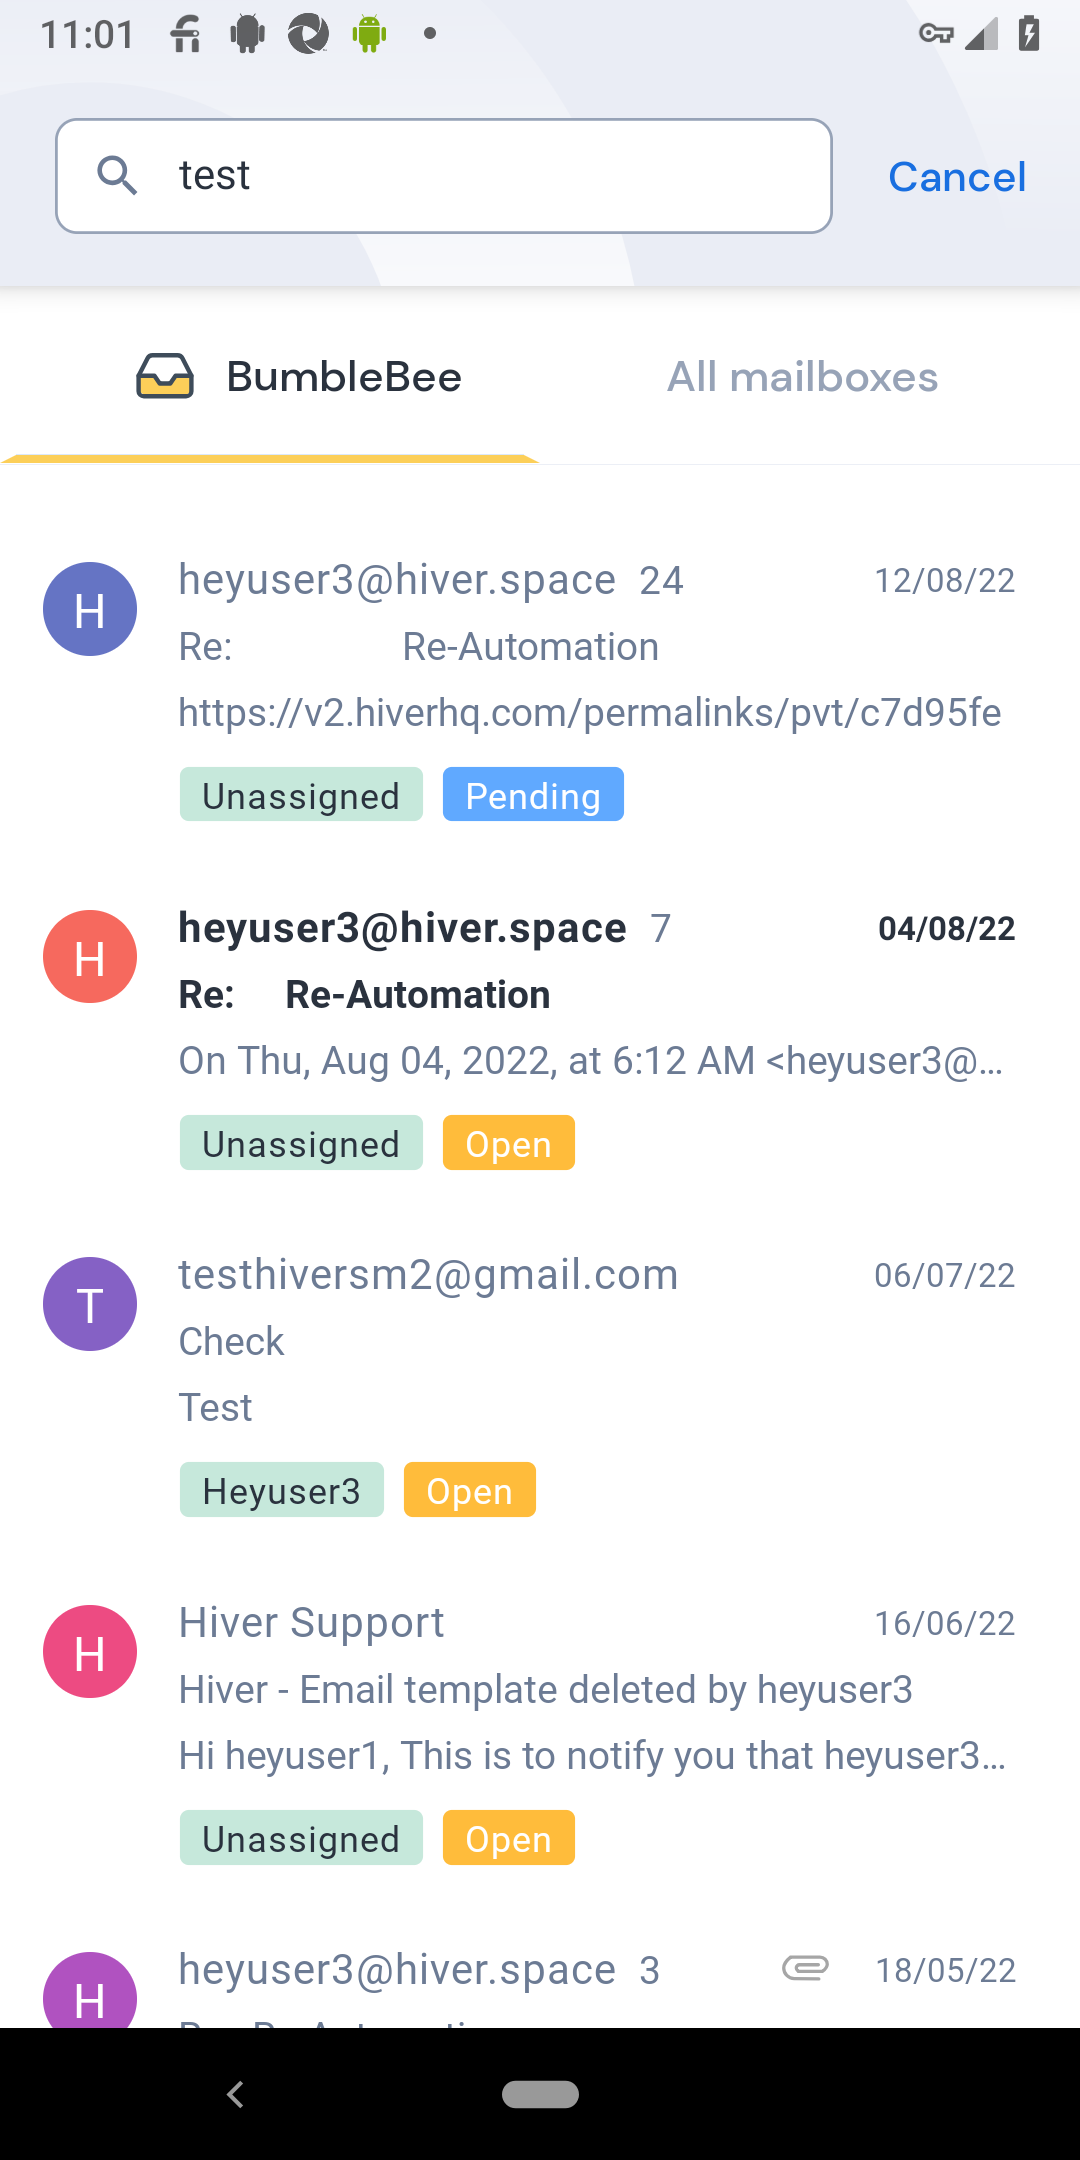 11:01
test
Cancel
BumbleBee
All mailboxes
H
heyuser3@hiver.space 24 12/08/22
Re: Re-Automation
https://v2.hiverhq.com/permalinks/pvt/c7d95fe
Unassigned Pending
H
heyuser3@hiver.space 7 04/08/22
Re: Re-Automation
On Thu, Aug 04, 2022, at 6:12 AM <heyuser3@...
Unassigned Open
T
testhiversm2@gmail.com 06/07/22
Check
Test
Heyuser3 Open
H
Hiver Support 16/06/22
Hiver - Email template deleted by heyuser3
Hi heyuser1, This is to notify you that heyuser3...
Unassigned Open
H
heyuser3@hiver.space 3 18/05/22